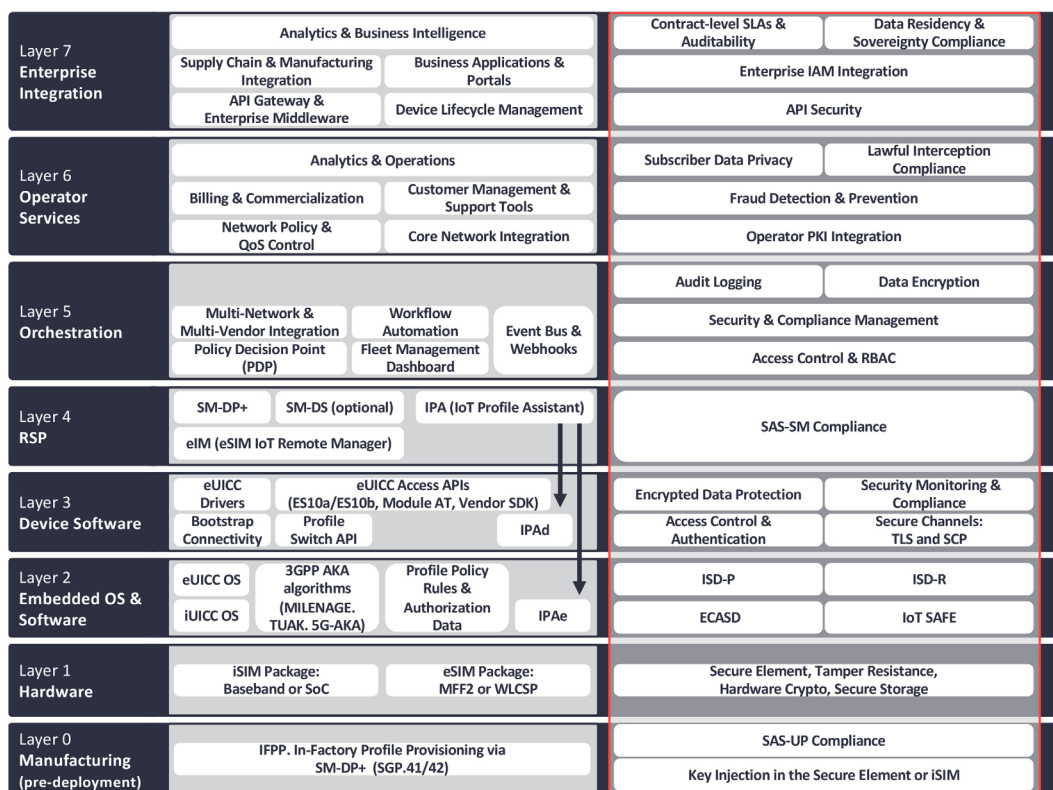 Layer 7
Enterprise
Integration
Analytics & Business Intelligence
Supply Chain & Manufacturing
Integration
Business Applications &
Portals
API Gateway &
Enterprise Middleware
Device Lifecycle Management
Contract-level SLAs &
Auditability
Data Residency &
Sovereignty Compliance
Enterprise IAM Integration
API Security
Layer 6
Operator
Services
Analytics & Operations
Billing & Commercialization
Customer Management &
Support Tools
Network Policy &
QoS Control
Core Network Integration
Subscriber Data Privacy
Lawful Interception
Compliance
Fraud Detection & Prevention
Operator PKI Integration
Layer 5
Orchestration
Multi-Network &
Multi-Vendor Integration
Workflow
Automation
Event Bus &
Webhooks
Policy Decision Point
(PDP)
Fleet Management
Dashboard
Audit Logging
Data Encryption
Security & Compliance Management
Access Control & RBAC
Layer 4
RSP
SM-DP+
SM-DS (optional)
IPA (IoT Profile Assistant)
eIM (eSIM IoT Remote Manager)
SAS-SM Compliance
Layer 3
Device Software
eUICC
Drivers
eUICC Access APIs
(ES10a/ES10b, Module AT, Vendor SDK)
Bootstrap
Connectivity
Profile
Switch API
IPAd
Encrypted Data Protection
Security Monitoring &
Compliance
Access Control &
Authentication
Secure Channels:
TLS and SCP
Layer 2
Embedded OS &
Software
eUICC OS
iUICC OS
3GPP AKA
algorithms
(MILENAGE.
TUAK. 5G-AKA)
Profile Policy
Rules &
Authorization
Data
IPAe
ISD-P
ISD-R
ECASD
IoT SAFE
Layer 1
Hardware
iSIM Package:
Baseband or SoC
eSIM Package:
MFF2 or WLCSP
Secure Element, Tamper Resistance,
Hardware Crypto, Secure Storage
Layer 0
Manufacturing
(pre-deployment)
IFPP. In-Factory Profile Provisioning via
SM-DP+ (SGP.41/42)
SAS-UP Compliance
Key Injection in the Secure Element or iSIM